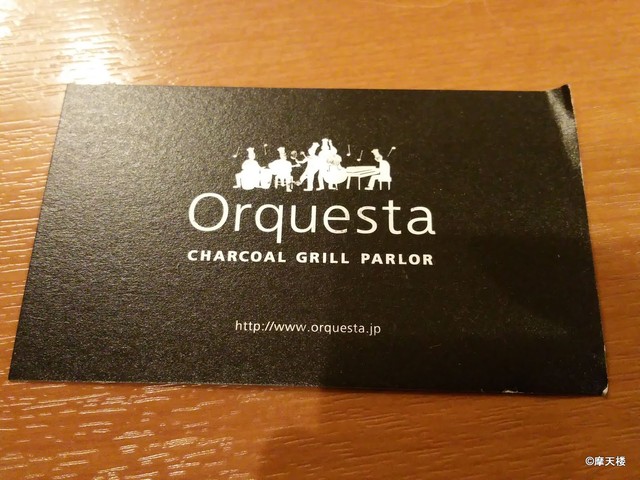 Orquesta
CHARCOAL GRILL PARLOR
http://www.orquesta.jp
©摩天楼